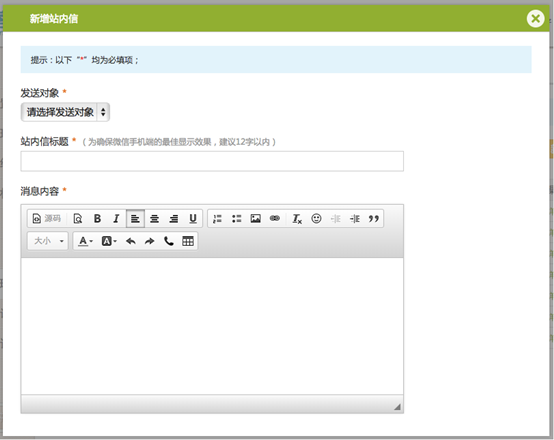 新增站内信
提示：以下 "*" 均为必填项；
发送对象 *
请选择发送对象
站内信标题 * （为确保微信手机端的最佳显示效果，建议12字以内）
消息内容 *
源码 B I U
大小 A A